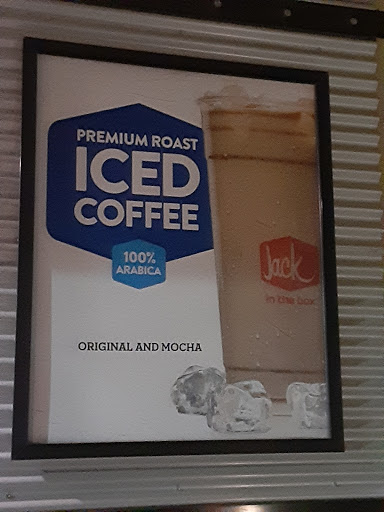 PREMIUM ROAST
ICED
COFFEE
100%
ARABICA
ORIGINAL AND MOCHA
Jack
in the box